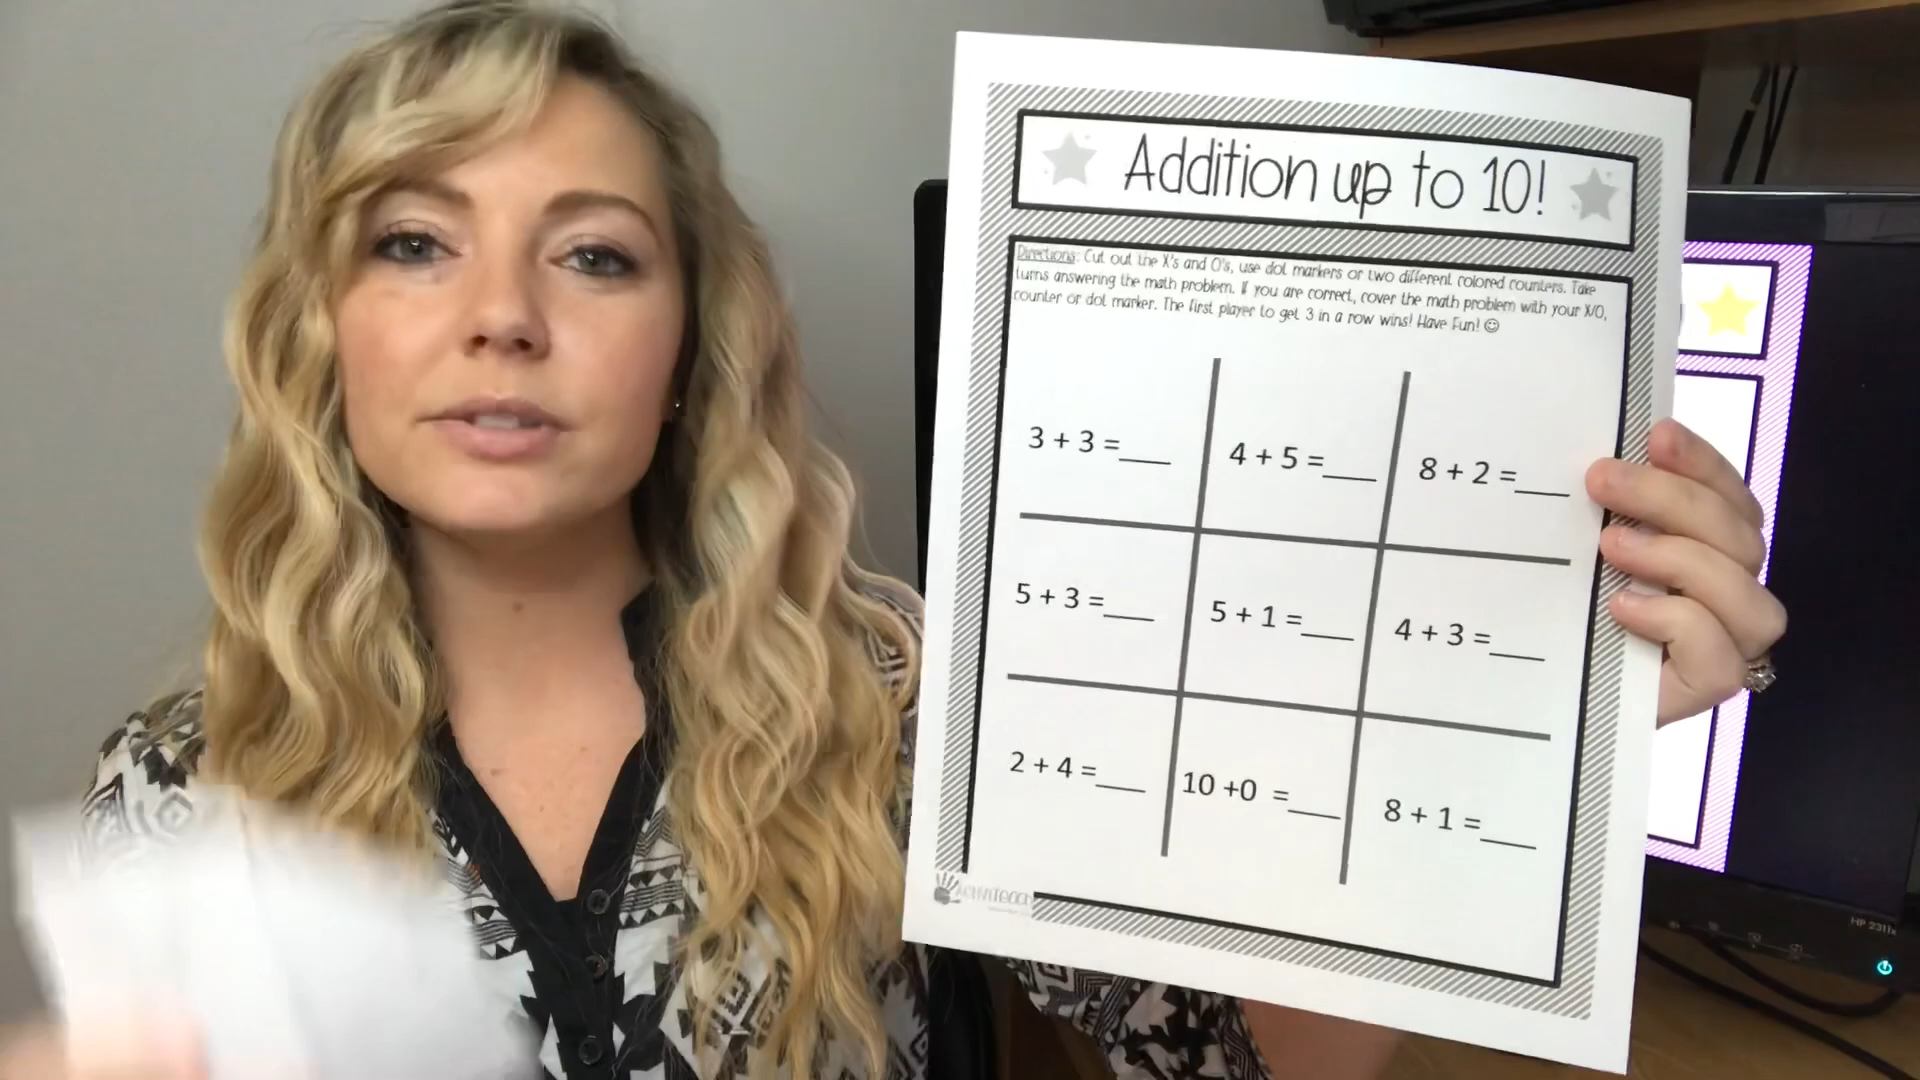 Addition up to 10!
Directions: Cut out the X's and O's, use dot markers or two different colored counters. Take
turns answering the math problem. If you are correct, cover the math problem with your X/O,
counter or dot marker. The first player to get 3 in a row wins! Have Fun! ☺
3 + 3 =___ 4 + 5 =___ 8 + 2 =___
5 + 3 =___ 5 + 1 =___ 4 + 3 =___
2 + 4 =___ 10 +0 =___ 8 + 1 =___
HP 2311x